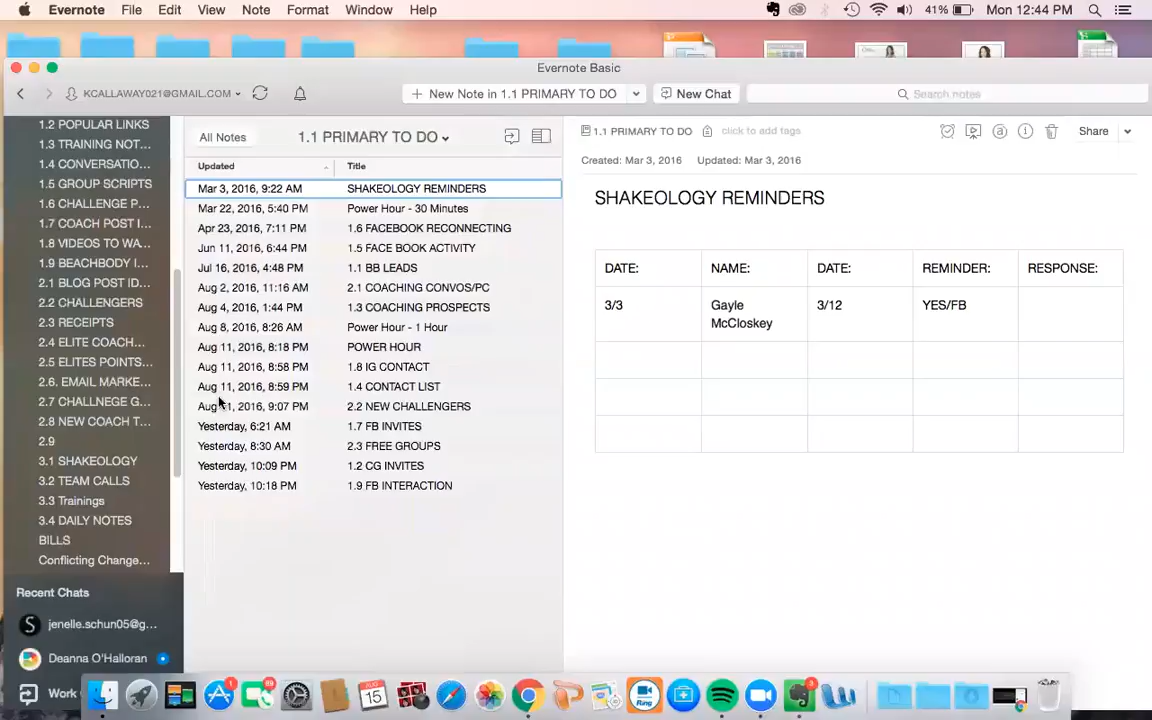 Evernote File Edit View Note Format Window Help 41% Mon 12:44 PM
Evernote Basic
KCALLAWAY021@GMAIL.COM + New Note in 1.1 PRIMARY TO DO New Chat Search notes
1.2 POPULAR LINKS
1.3 TRAINING NOT...
1.4 CONVERSATIO...
1.5 GROUP SCRIPTS
1.6 CHALLENGE P...
1.7 COACH POST I...
1.8 VIDEOS TO WA...
1.9 BEACHBODY I...
2.1 BLOG POST ID...
2.2 CHALLENGERS
2.3 RECEIPTS
2.4 ELITE COACH...
2.5 ELITES POINTS...
2.6. EMAIL MARKE...
2.7 CHALLNEGE G...
2.8 NEW COACH T...
2.9
3.1 SHAKEOLOGY
3.2 TEAM CALLS
3.3 Trainings
3.4 DAILY NOTES
BILLS
Conflicting Change...
Recent Chats
jenelle.schun05@g...
Deanna O'Halloran
Work
All Notes 1.1 PRIMARY TO DO
Updated Title
Mar 3, 2016, 9:22 AM SHAKEOLOGY REMINDERS
Mar 22, 2016, 5:40 PM Power Hour - 30 Minutes
Apr 23, 2016, 7:11 PM 1.6 FACEBOOK RECONNECTING
Jun 11, 2016, 6:44 PM 1.5 FACE BOOK ACTIVITY
Jul 16, 2016, 4:48 PM 1.1 BB LEADS
Aug 2, 2016, 11:16 AM 2.1 COACHING CONVOS/PC
Aug 4, 2016, 1:44 PM 1.3 COACHING PROSPECTS
Aug 8, 2016, 8:26 AM Power Hour - 1 Hour
Aug 11, 2016, 8:18 PM POWER HOUR
Aug 11, 2016, 8:58 PM 1.8 IG CONTACT
Aug 11, 2016, 8:59 PM 1.4 CONTACT LIST
Aug 11, 2016, 9:07 PM 2.2 NEW CHALLENGERS
Yesterday, 6:21 AM 1.7 FB INVITES
Yesterday, 8:30 AM 2.3 FREE GROUPS
Yesterday, 10:09 PM 1.2 CG INVITES
Yesterday, 10:18 PM 1.9 FB INTERACTION
1.1 PRIMARY TO DO click to add tags Share
Created: Mar 3, 2016 Updated: Mar 3, 2016
SHAKEOLOGY REMINDERS
DATE: NAME: DATE: REMINDER: RESPONSE:
3/3 Gayle McCloskey 3/12 YES/FB
AUG 15
Ring